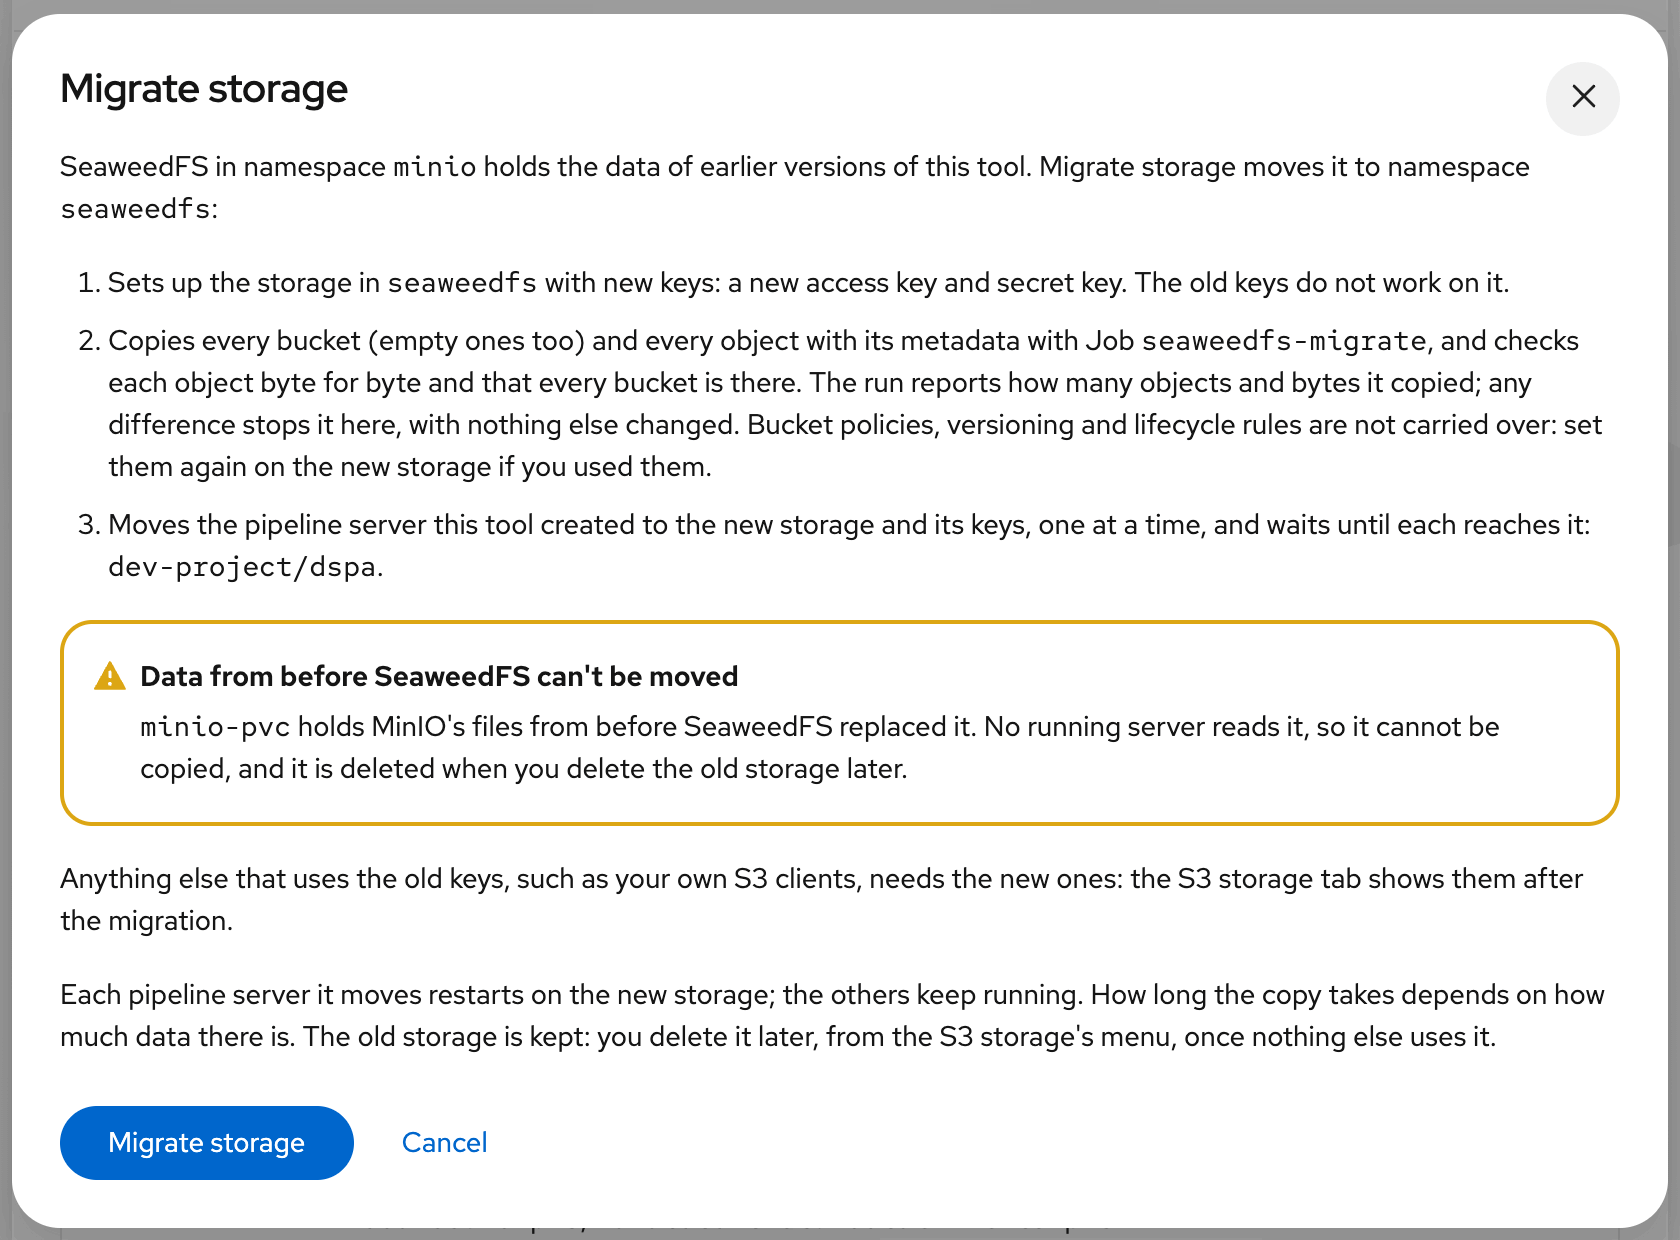 Migrate storage
SeaweedFS in namespace minio holds the data of earlier versions of this tool. Migrate storage moves it to namespace
seaweedfs:
1. Sets up the storage in seaweedfs with new keys: a new access key and secret key. The old keys do not work on it.
2. Copies every bucket (empty ones too) and every object with its metadata with Job seaweedfs-migrate, and checks
each object byte for byte and that every bucket is there. The run reports how many objects and bytes it copied; any
difference stops it here, with nothing else changed. Bucket policies, versioning and lifecycle rules are not carried over: set
them again on the new storage if you used them.
3. Moves the pipeline server this tool created to the new storage and its keys, one at a time, and waits until each reaches it:
dev-project/dspa.
Data from before SeaweedFS can't be moved
minio-pvc holds MinIO's files from before SeaweedFS replaced it. No running server reads it, so it cannot be
copied, and it is deleted when you delete the old storage later.
Anything else that uses the old keys, such as your own S3 clients, needs the new ones: the S3 storage tab shows them after
the migration.
Each pipeline server it moves restarts on the new storage; the others keep running. How long the copy takes depends on how
much data there is. The old storage is kept: you delete it later, from the S3 storage's menu, once nothing else uses it.
Migrate storage
Cancel